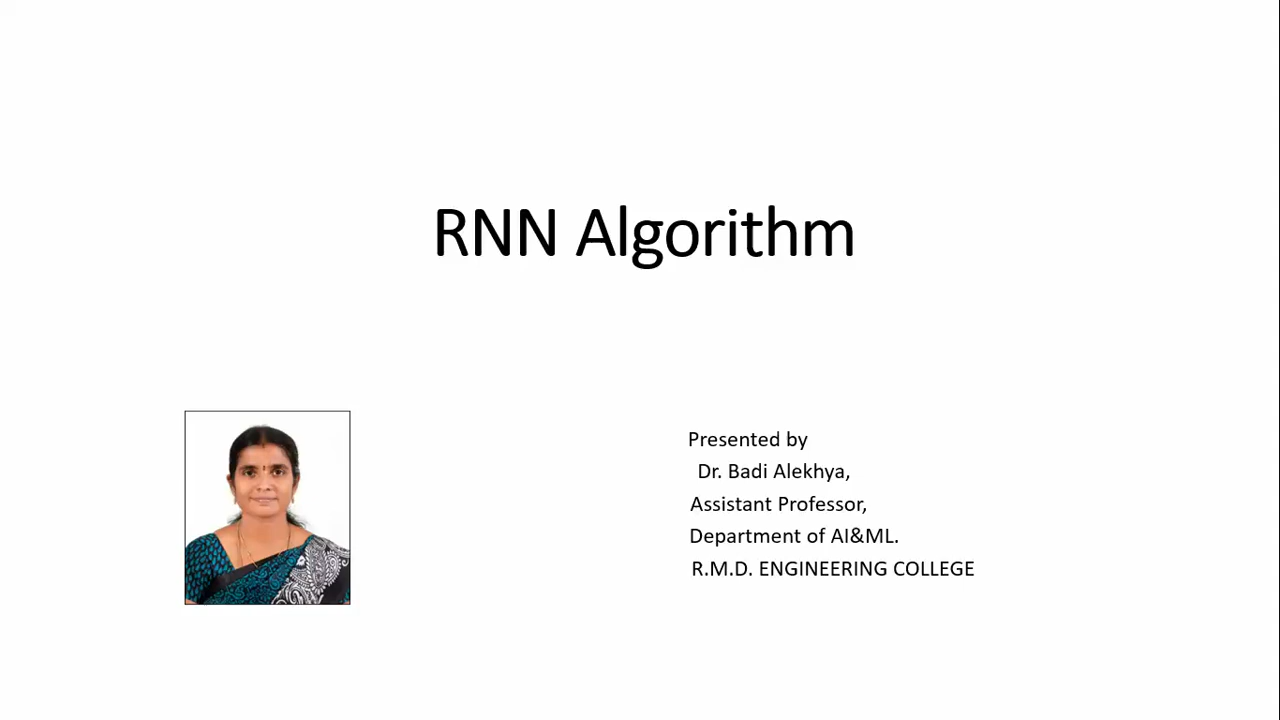 RNN Algorithm
Presented by
Dr. Badi Alekhya,
Assistant Professor,
Department of AI&ML.
R.M.D. ENGINEERING COLLEGE